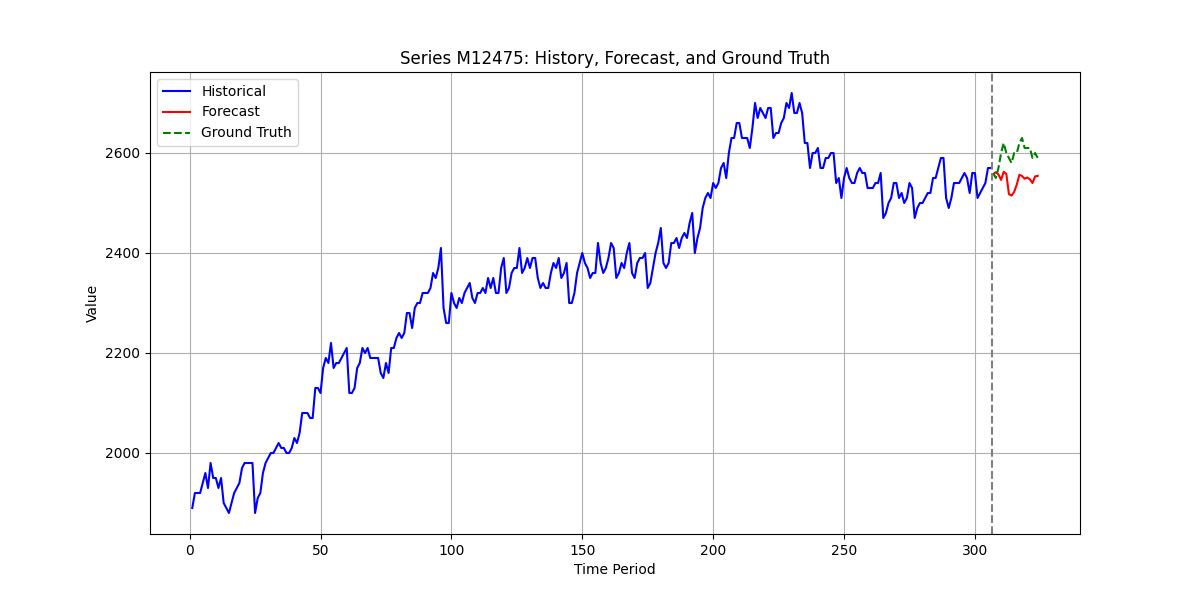 Series M12475: History, Forecast, and Ground Truth
Historical
Forecast
Ground Truth
2600
2400
2200
2000
Value
0 50 100 150 200 250 300
Time Period